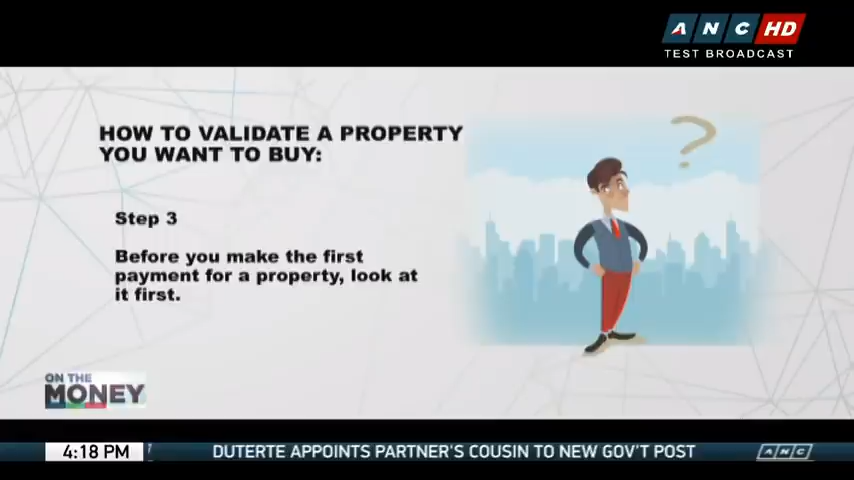 ANC HD
TEST BROADCAST
HOW TO VALIDATE A PROPERTY
YOU WANT TO BUY:
Step 3
Before you make the first
payment for a property, look at
it first.
?
ON THE
MONEY
4:18 PM
DUTERTE APPOINTS PARTNER'S COUSIN TO NEW GOV'T POST
ANC